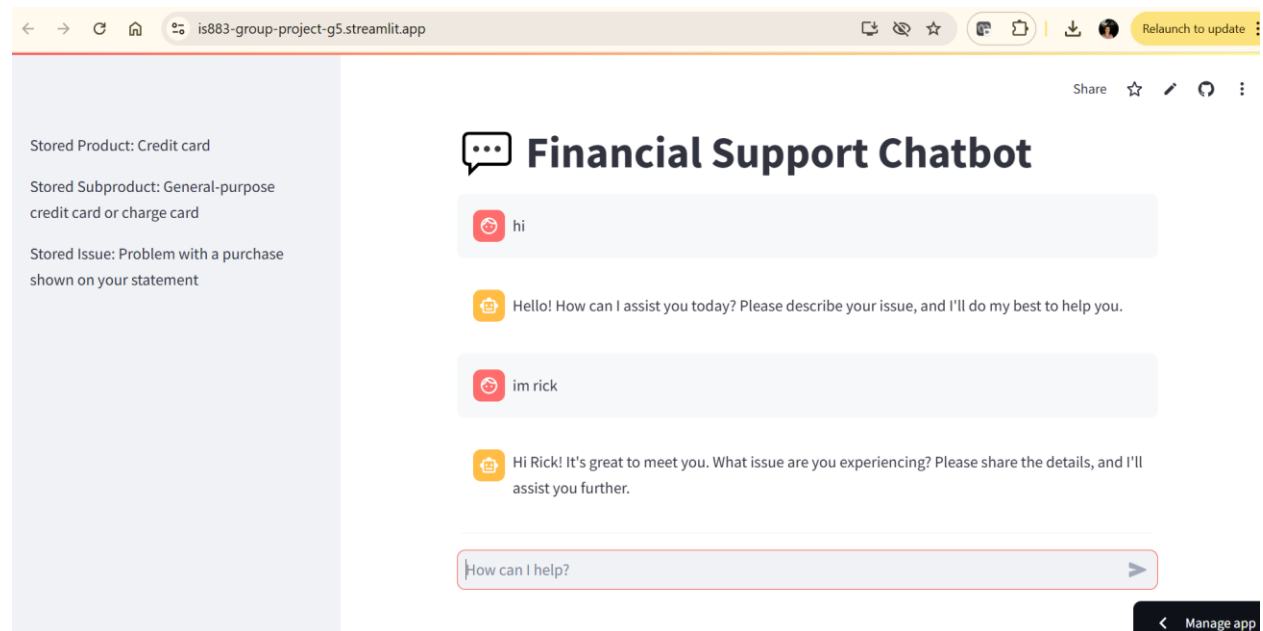 is883-group-project-g5.streamlit.app
Relaunch to update
Share
Stored Product: Credit card
Stored Subproduct: General-purpose
credit card or charge card
Stored Issue: Problem with a purchase
shown on your statement
Financial Support Chatbot
hi
Hello! How can I assist you today? Please describe your issue, and I'll do my best to help you.
im rick
Hi Rick! It's great to meet you. What issue are you experiencing? Please share the details, and I'll
assist you further.
How can I help?
Manage app